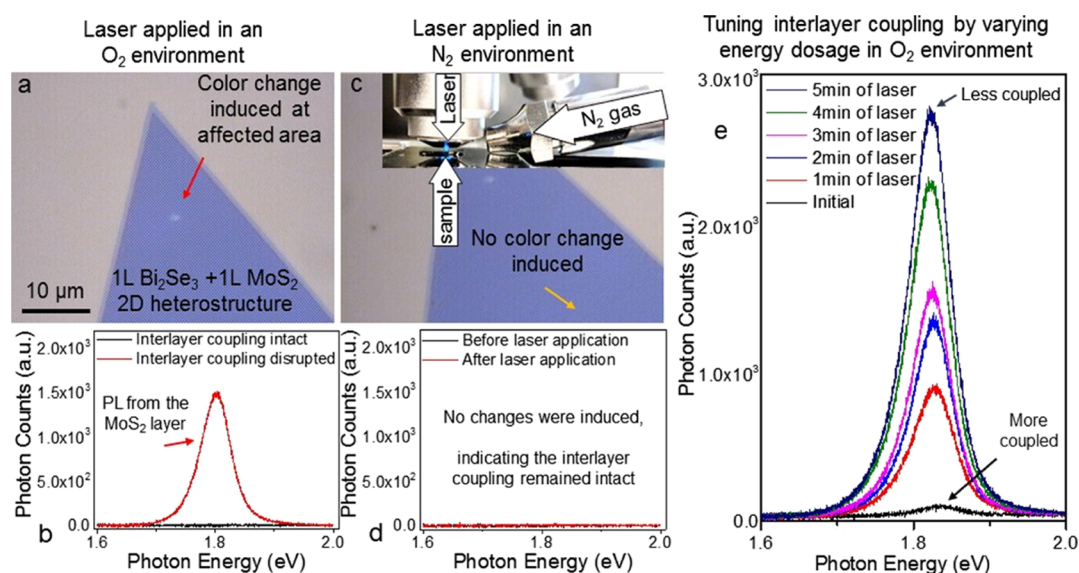 Laser applied in an
O₂ environment
a
Color change
induced at
affected area
1L Bi₂Se₃ +1L MoS₂
2D heterostructure
10 µm
2.0x10³
1.5x10³
1.0x10³
5.0x10²
0.0
Photon Counts (a.u.)
Interlayer coupling intact
Interlayer coupling disrupted
PL from the
MoS₂ layer
b
1.6
1.8
2.0
Photon Energy (eV)
Laser applied in an
N₂ environment
c
Laser
N₂ gas
sample
No color change
induced
2.0x10³
1.5x10³
1.0x10³
5.0x10²
0.0
Photon Counts (a.u.)
Before laser application
After laser application
No changes were induced,
indicating the interlayer
coupling remained intact
d
1.6
1.8
2.0
Photon Energy (eV)
Tuning interlayer coupling by varying
energy dosage in O₂ environment
3.0x10³
2.0x10³
1.0x10³
0.0
Photon Counts (a.u.)
5min of laser
4min of laser
3min of laser
2min of laser
1min of laser
Initial
Less coupled
e
More
coupled
1.6
1.8
2.0
Photon Energy (eV)